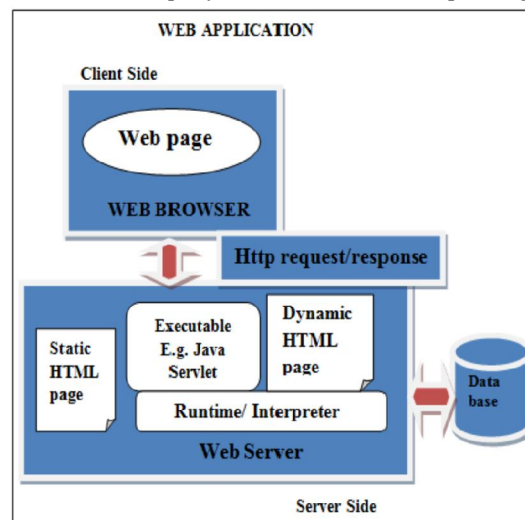 WEB APPLICATION
Client Side
Web page
WEB BROWSER
Http request/response
Static
HTML
page
Executable
E.g. Java
Servlet
Dynamic
HTML
page
Runtime/ Interpreter
Web Server
Data
base
Server Side